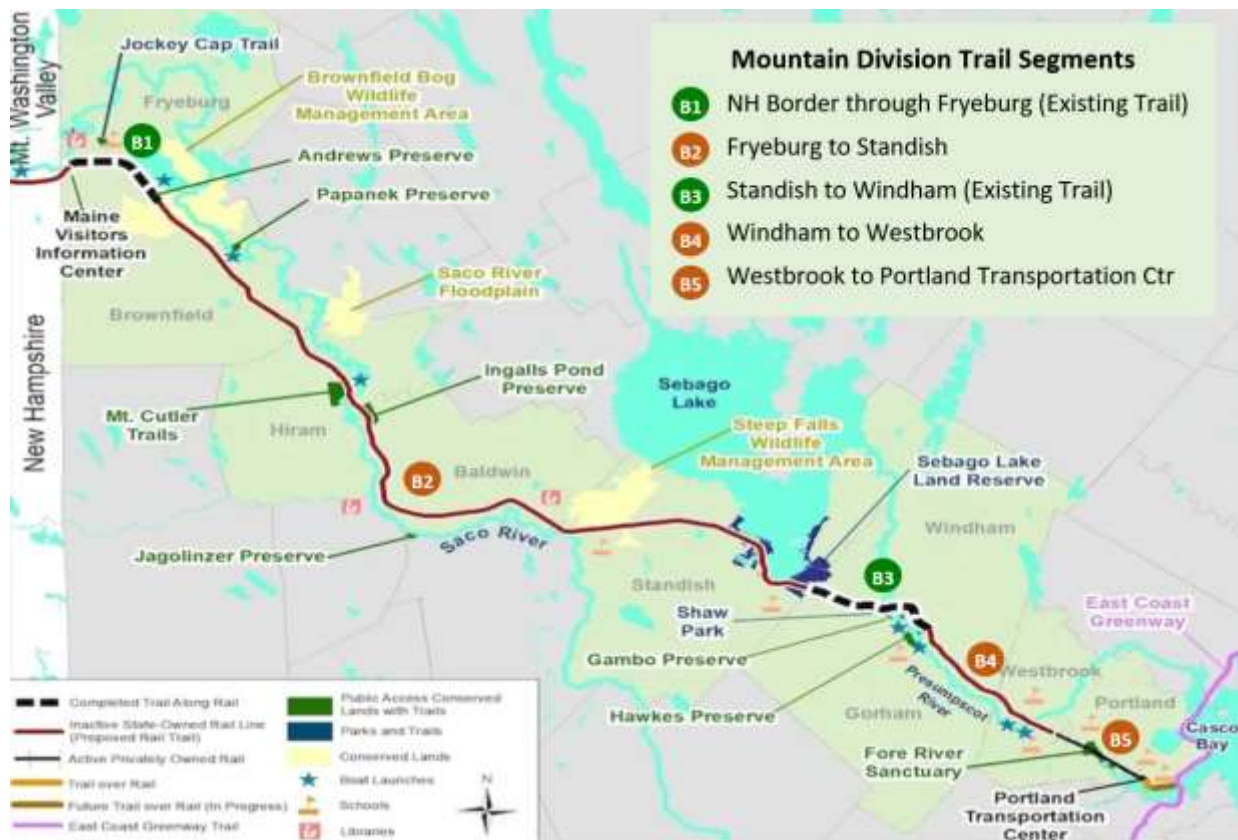 Mountain Division Trail Segments
B1 NH Border through Fryeburg (Existing Trail)
B2 Fryeburg to Standish
B3 Standish to Windham (Existing Trail)
B4 Windham to Westbrook
B5 Westbrook to Portland Transportation Ctr
Mt. Washington
Valley
Jockey Cap Trail
Fryeburg
Brownfield Bog
Wildlife
Management Area
B1
Andrews Preserve
Papanek Preserve
Maine
Visitors
Information
Center
Saco River
Floodplain
Brownfield
New Hampshire
Ingalls Pond
Preserve
Sebago
Lake
Mt. Cutler
Trails
Hiram
Steep Falls
Wildlife
Management Area
Sebago Lake
Land Reserve
B2
Baldwin
Windham
Jagolinzer Preserve
Saco River
Standish
B3
Shaw
Park
East Coast
Greenway
Gambo Preserve
B4
Westbrook
Presumpscot
River
Portland
Hawkes Preserve
Gorham
Casco
Bay
B5
Fore River
Sanctuary
Portland
Transportation
Center
Completed Trail Along Rail
Inactive State-Owned Rail Line
(Proposed Rail Trail)
Active Privately Owned Rail
Trail over Rail
Future Trail over Rail (In Progress)
East Coast Greenway Trail
Public Access Conserved
Lands with Trails
Parks and Trails
Conserved Lands
Boat Launches
Schools
Libraries
N